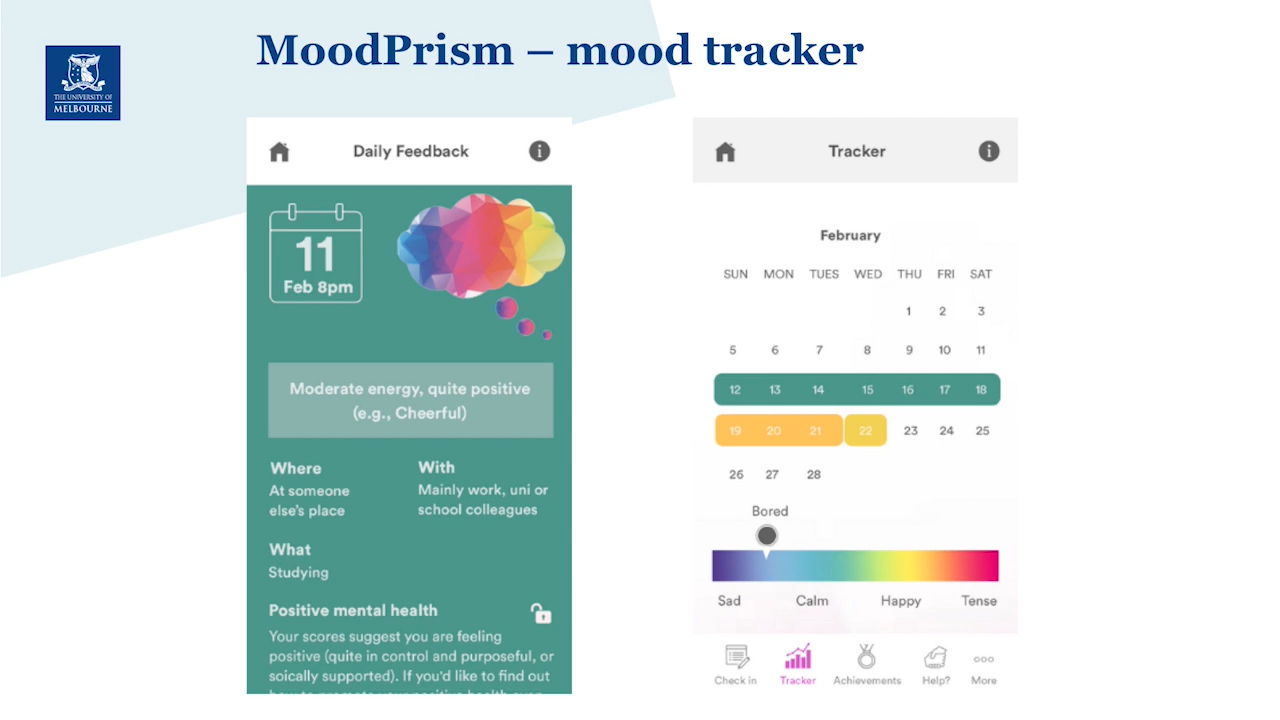 MoodPrism – mood tracker
THE UNIVERSITY OF
MELBOURNE
Daily Feedback
11
Feb 8pm
Moderate energy, quite positive
(e.g., Cheerful)
Where
At someone
else's place
With
Mainly work, uni or
school colleagues
What
Studying
Positive mental health
Your scores suggest you are feeling
positive (quite in control and purposeful, or
soically supported). If you'd like to find out
Tracker
February
SUN MON TUES WED THU FRI SAT
1 2 3
5 6 7 8 9 10 11
12 13 14 15 16 17 18
19 20 21 22 23 24 25
26 27 28
Bored
Sad Calm Happy Tense
Check in Tracker Achievements Help? More